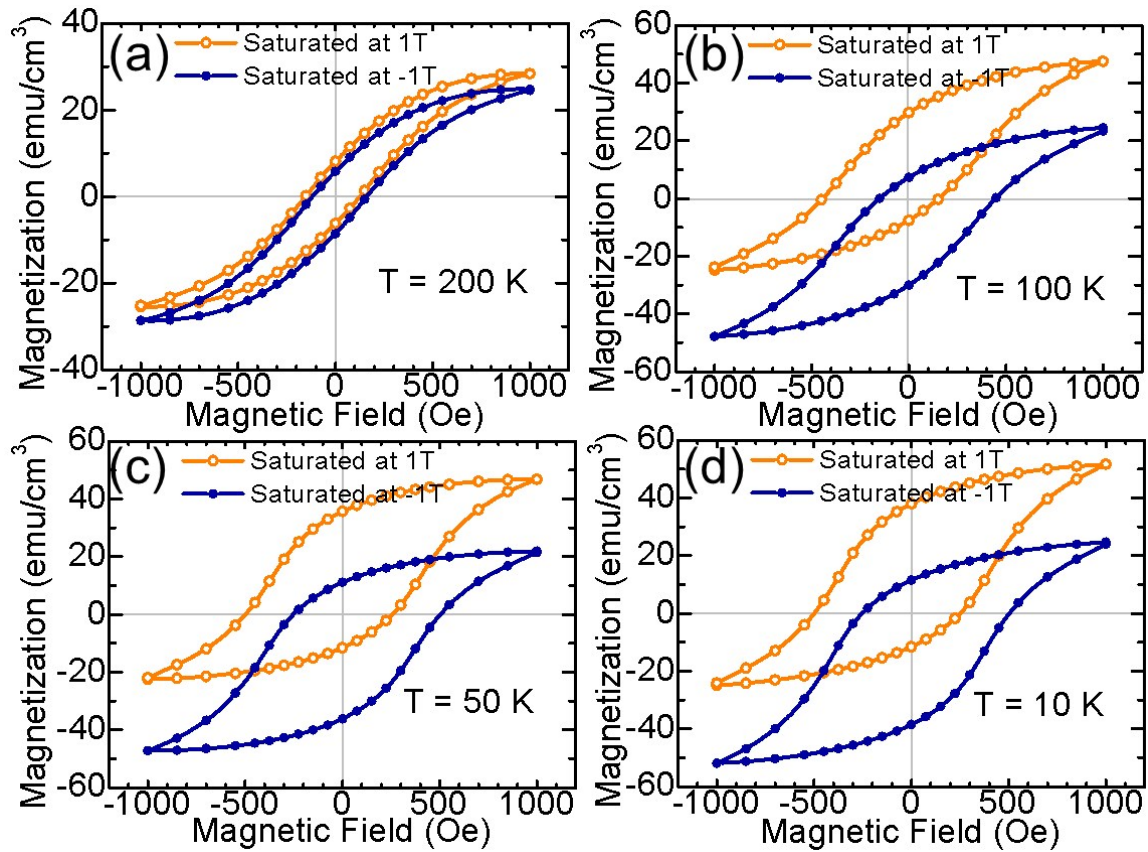 (a)
Saturated at 1T
Saturated at -1T
T = 200 K
Magnetization (emu/cm³)
40
20
0
-20
-40
-1000 -500 0 500 1000
Magnetic Field (Oe)
(b)
Saturated at 1T
Saturated at -1T
T = 100 K
Magnetization (emu/cm³)
60
40
20
0
-20
-40
-60
-1000 -500 0 500 1000
Magnetic Field (Oe)
(c)
Saturated at 1T
Saturated at -1T
T = 50 K
Magnetization (emu/cm³)
60
40
20
0
-20
-40
-60
-1000 -500 0 500 1000
Magnetic Field (Oe)
(d)
Saturated at 1T
Saturated at -1T
T = 10 K
Magnetization (emu/cm³)
60
40
20
0
-20
-40
-60
-1000 -500 0 500 1000
Magnetic Field (Oe)